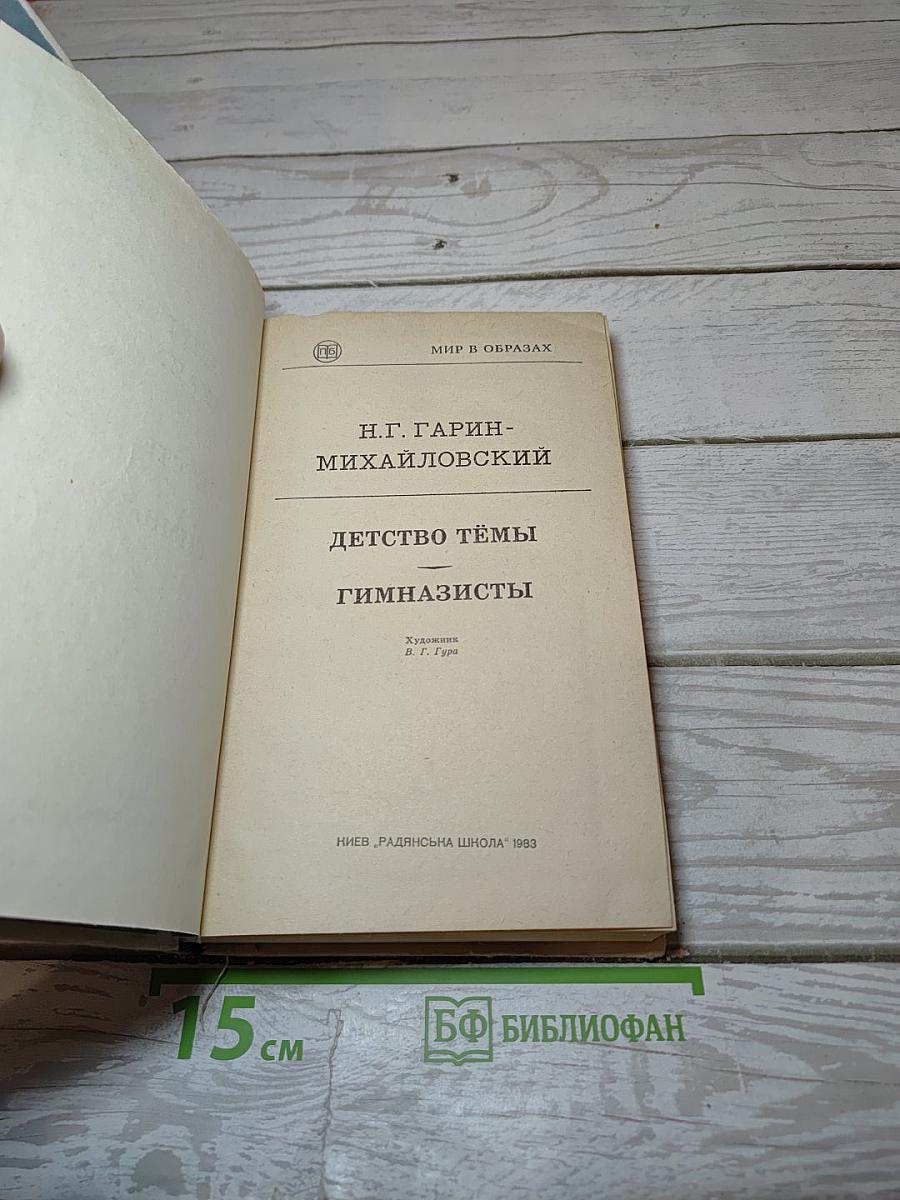 ПБ
МИР В ОБРАЗАХ
Н.Г. ГАРИН-
МИХАЙЛОВСКИЙ
ДЕТСТВО ТЁМЫ
ГИМНАЗИСТЫ
Художник
В. Г. Гура
КИЕВ „РАДЯНСЬКА ШКОЛА“ 1983
15 см
БФ БИБЛИОФАН